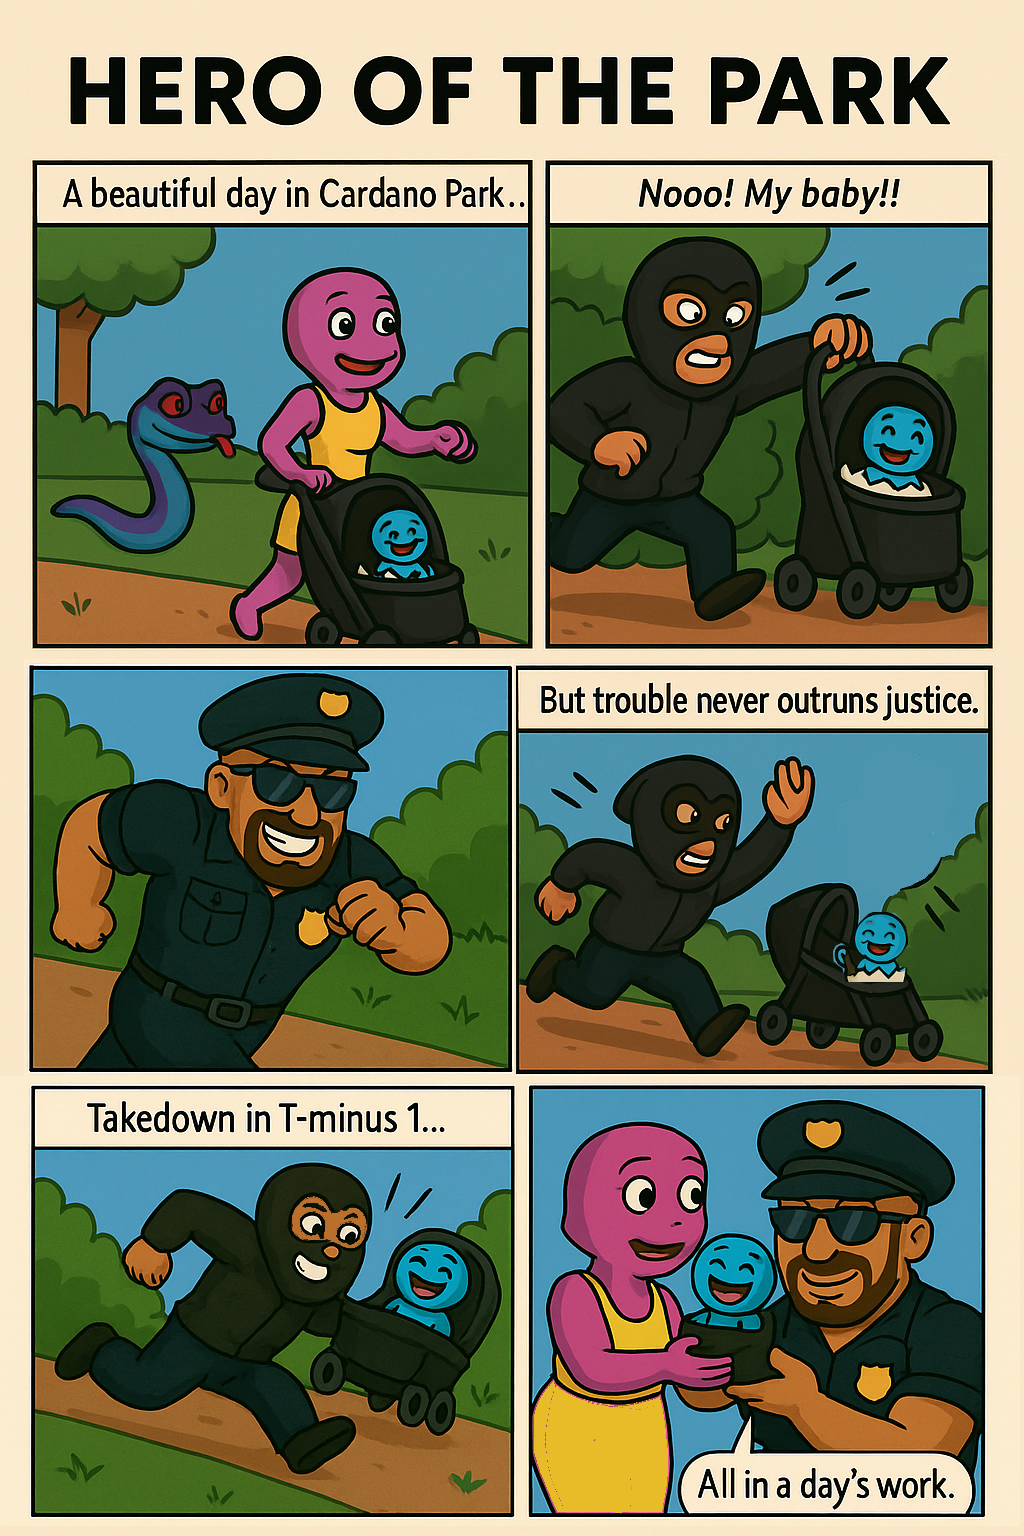 HERO OF THE PARK
A beautiful day in Cardano Park..
Nooo! My baby!!
But trouble never outruns justice.
Takedown in T-minus 1...
All in a day's work.